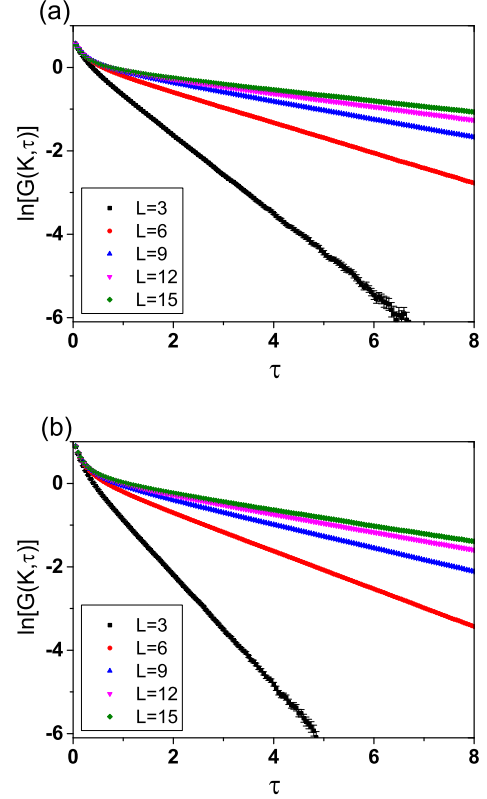 (a)
ln[G(K,τ)]
0
-2
-4
-6
L=3
L=6
L=9
L=12
L=15
0
2
4
6
8
τ
(b)
ln[G(K,τ)]
0
-2
-4
-6
L=3
L=6
L=9
L=12
L=15
0
2
4
6
8
τ